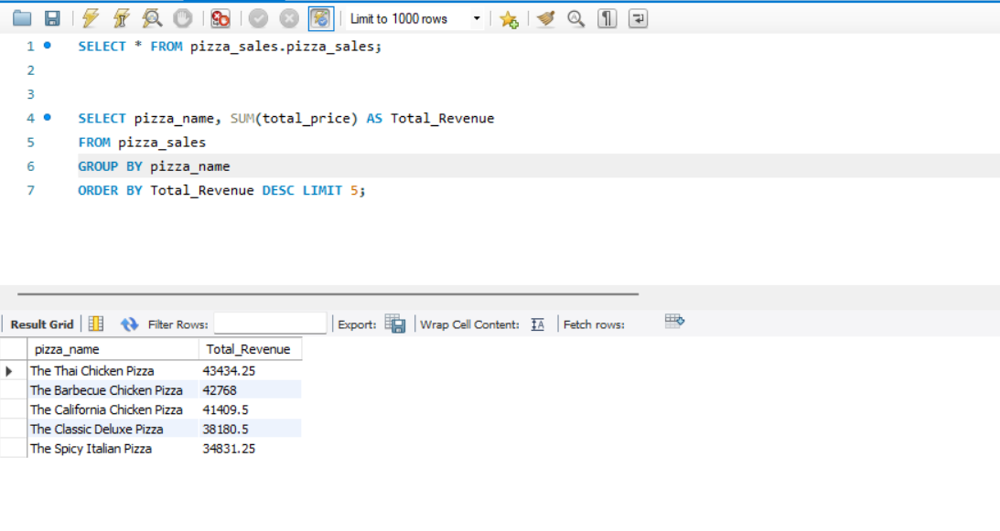 Limit to 1000 rows
1 SELECT * FROM pizza_sales.pizza_sales;
2
3
4 SELECT pizza_name, SUM(total_price) AS Total_Revenue
5 FROM pizza_sales
6 GROUP BY pizza_name
7 ORDER BY Total_Revenue DESC LIMIT 5;
Result Grid Filter Rows: Export: Wrap Cell Content: Fetch rows:
pizza_name Total_Revenue
The Thai Chicken Pizza 43434.25
The Barbecue Chicken Pizza 42768
The California Chicken Pizza 41409.5
The Classic Deluxe Pizza 38180.5
The Spicy Italian Pizza 34831.25